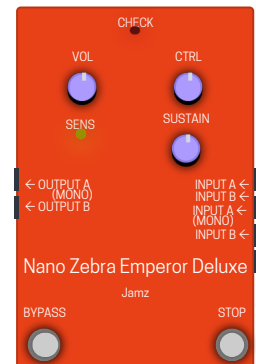 CHECK
VOL
CTRL
SENS
SUSTAIN
← OUTPUT A
(MONO)
← OUTPUT B
INPUT A ←
INPUT B ←
INPUT A ←
(MONO)
INPUT B ←
Nano Zebra Emperor Deluxe
Jamz
BYPASS
STOP